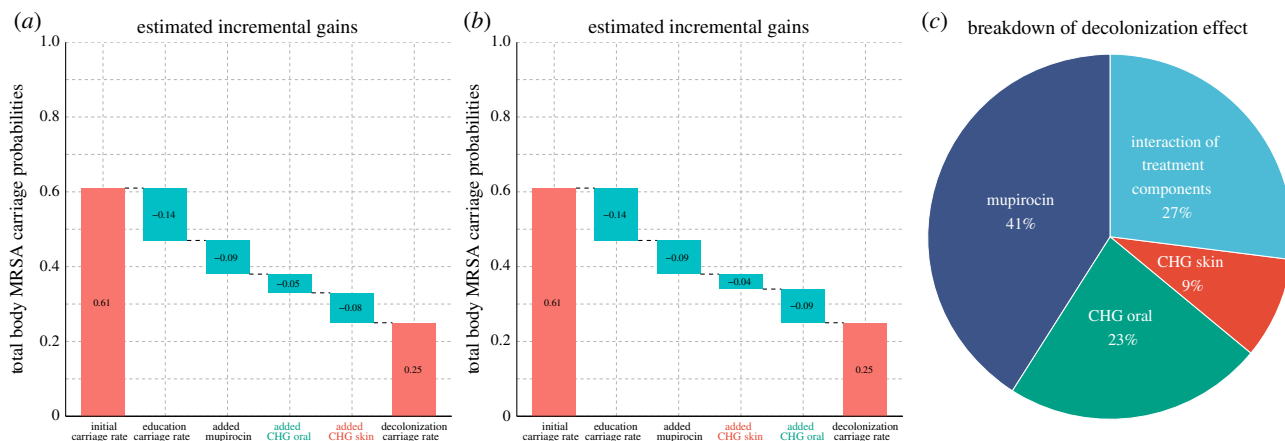 (a)
estimated incremental gains
total body MRSA carriage probabilities
1.0
0.8
0.6
0.4
0.2
0
0.61
−0.14
−0.09
−0.05
−0.08
0.25
initial
carriage rate
education
carriage rate
added
mupirocin
added
CHG oral
added
CHG skin
decolonization
carriage rate
(b)
estimated incremental gains
total body MRSA carriage probabilities
1.0
0.8
0.6
0.4
0.2
0
0.61
−0.14
−0.09
−0.04
−0.09
0.25
initial
carriage rate
education
carriage rate
added
mupirocin
added
CHG skin
added
CHG oral
decolonization
carriage rate
(c)
breakdown of decolonization effect
interaction of
treatment
components
27%
mupirocin
41%
CHG skin
9%
CHG oral
23%